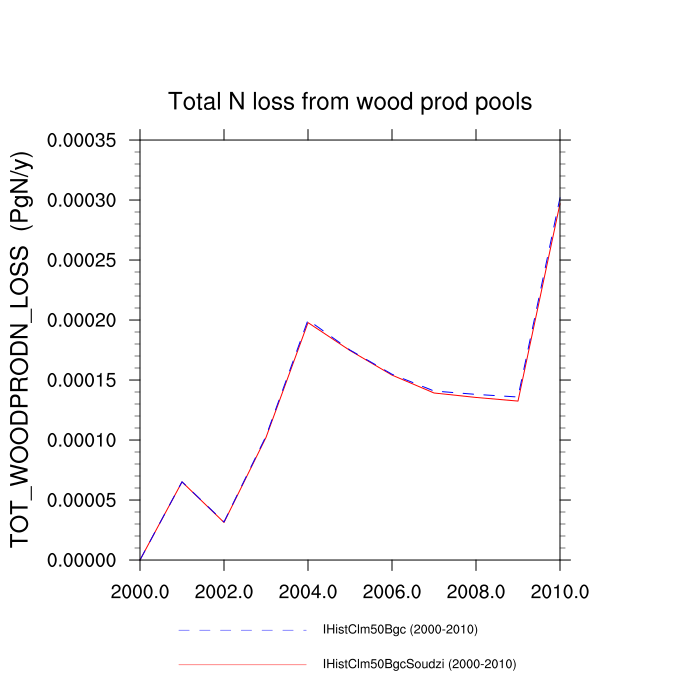 Total N loss from wood prod pools
TOT_WOODPRODN_LOSS (PgN/y)
0.00035
0.00030
0.00025
0.00020
0.00015
0.00010
0.00005
0.00000
2000.0 2002.0 2004.0 2006.0 2008.0 2010.0
IHistClm50Bgc (2000-2010)
IHistClm50BgcSoudzi (2000-2010)